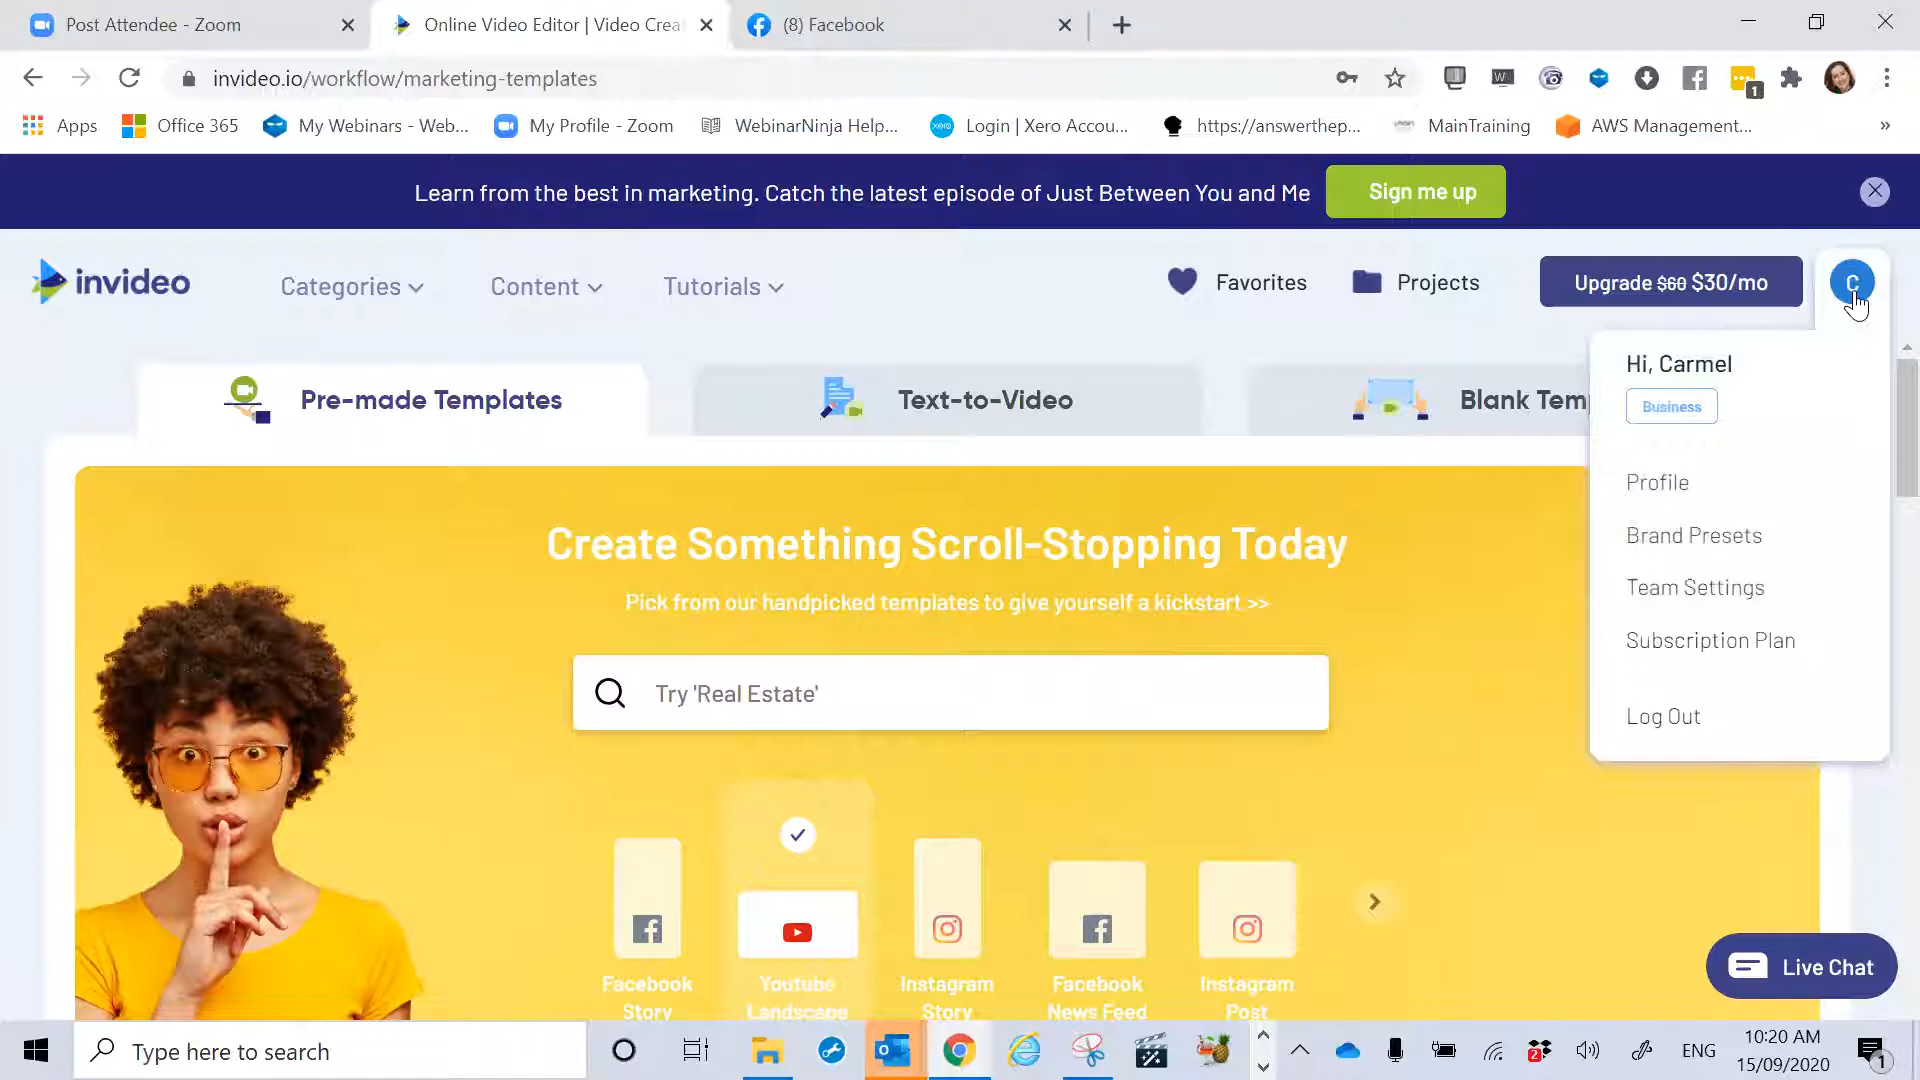 Post Attendee - Zoom
Online Video Editor | Video Crea
(8) Facebook
invideo.io/workflow/marketing-templates
1
Apps
Office 365
My Webinars - Web...
My Profile - Zoom
WebinarNinja Help...
Login | Xero Accou...
https://answerthep...
MainTraining
AWS Management...
Learn from the best in marketing. Catch the latest episode of Just Between You and Me
Sign me up
invideo
Categories
Content
Tutorials
Favorites
Projects
Upgrade $60 $30/mo
C
Hi, Carmel
Business
Profile
Brand Presets
Team Settings
Subscription Plan
Log Out
Pre-made Templates
Text-to-Video
Blank Tem
Create Something Scroll-Stopping Today
Pick from our handpicked templates to give yourself a kickstart >>
Try 'Real Estate'
Facebook
Story
Youtube
Landscape
Instagram
Story
Facebook
News Feed
Instagram
Post
Live Chat
Type here to search
2
ENG
10:20 AM
15/09/2020
1